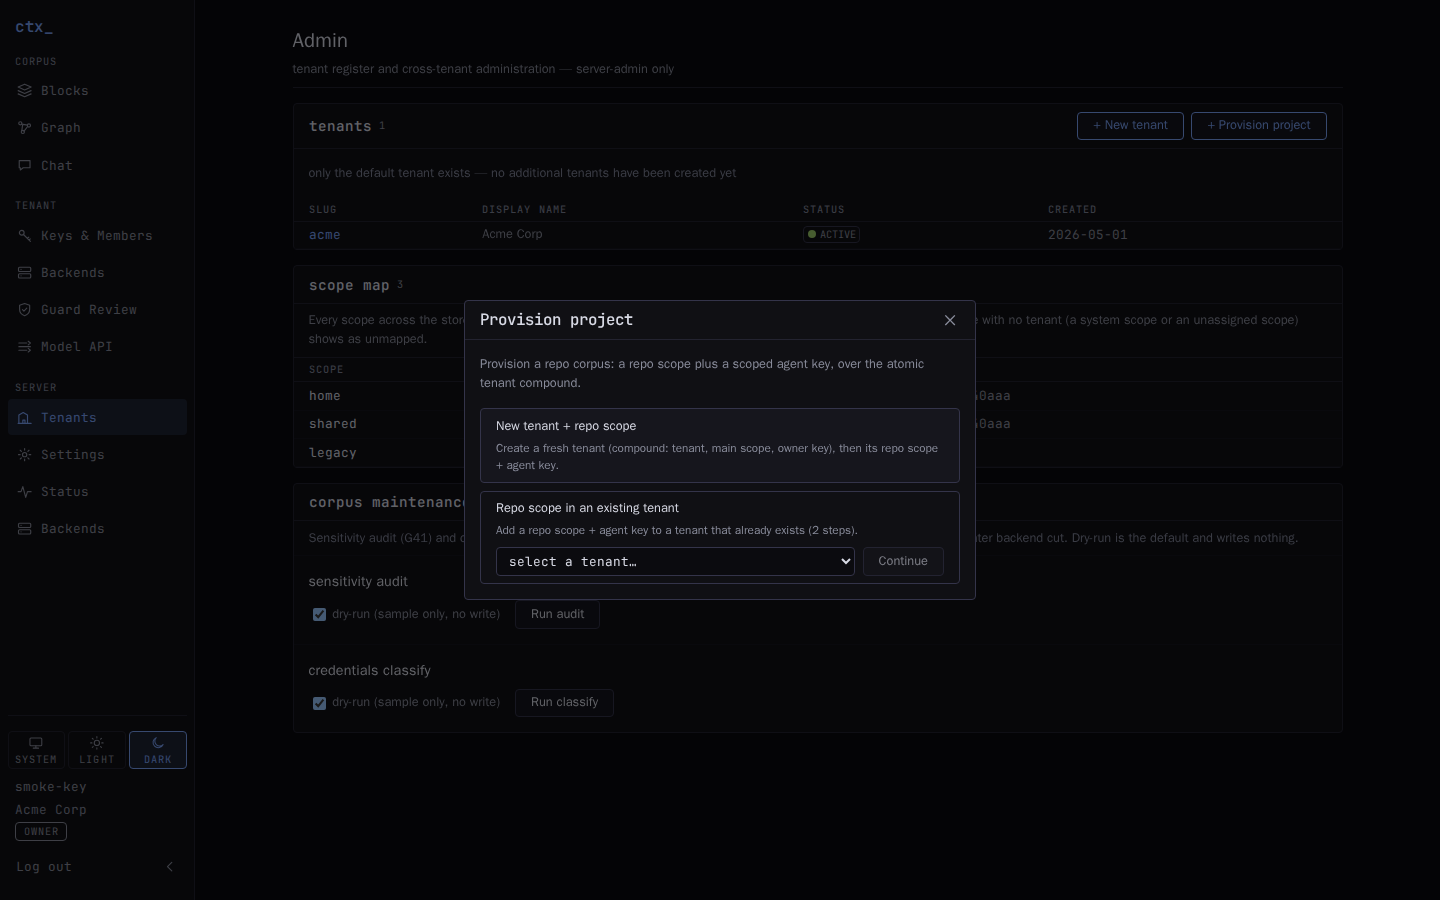 ctx_
CORPUS
Blocks
Graph
Chat
TENANT
Keys & Members
Backends
Guard Review
Model API
SERVER
Tenants
Settings
Status
Backends
SYSTEM LIGHT DARK
smoke-key
Acme Corp
OWNER
Log out
Admin
tenant register and cross-tenant administration — server-admin only
tenants 1
+ New tenant + Provision project
only the default tenant exists — no additional tenants have been created yet
SLUG DISPLAY NAME STATUS CREATED
acme Acme Corp ACTIVE 2026-05-01
scope map 3
Every scope across the with no tenant (a system scope or an unassigned scope)
shows as unmapped.
SCOPE
home
shared
legacy
corpus maintenance
Sensitivity audit (G41) and backend cut. Dry-run is the default and writes nothing.
sensitivity audit
dry-run (sample only, no write) Run audit
credentials classify
dry-run (sample only, no write) Run classify
Provision project
Provision a repo corpus: a repo scope plus a scoped agent key, over the atomic
tenant compound.
New tenant + repo scope
Create a fresh tenant (compound: tenant, main scope, owner key), then its repo scope
+ agent key.
Repo scope in an existing tenant
Add a repo scope + agent key to a tenant that already exists (2 steps).
select a tenant… Continue